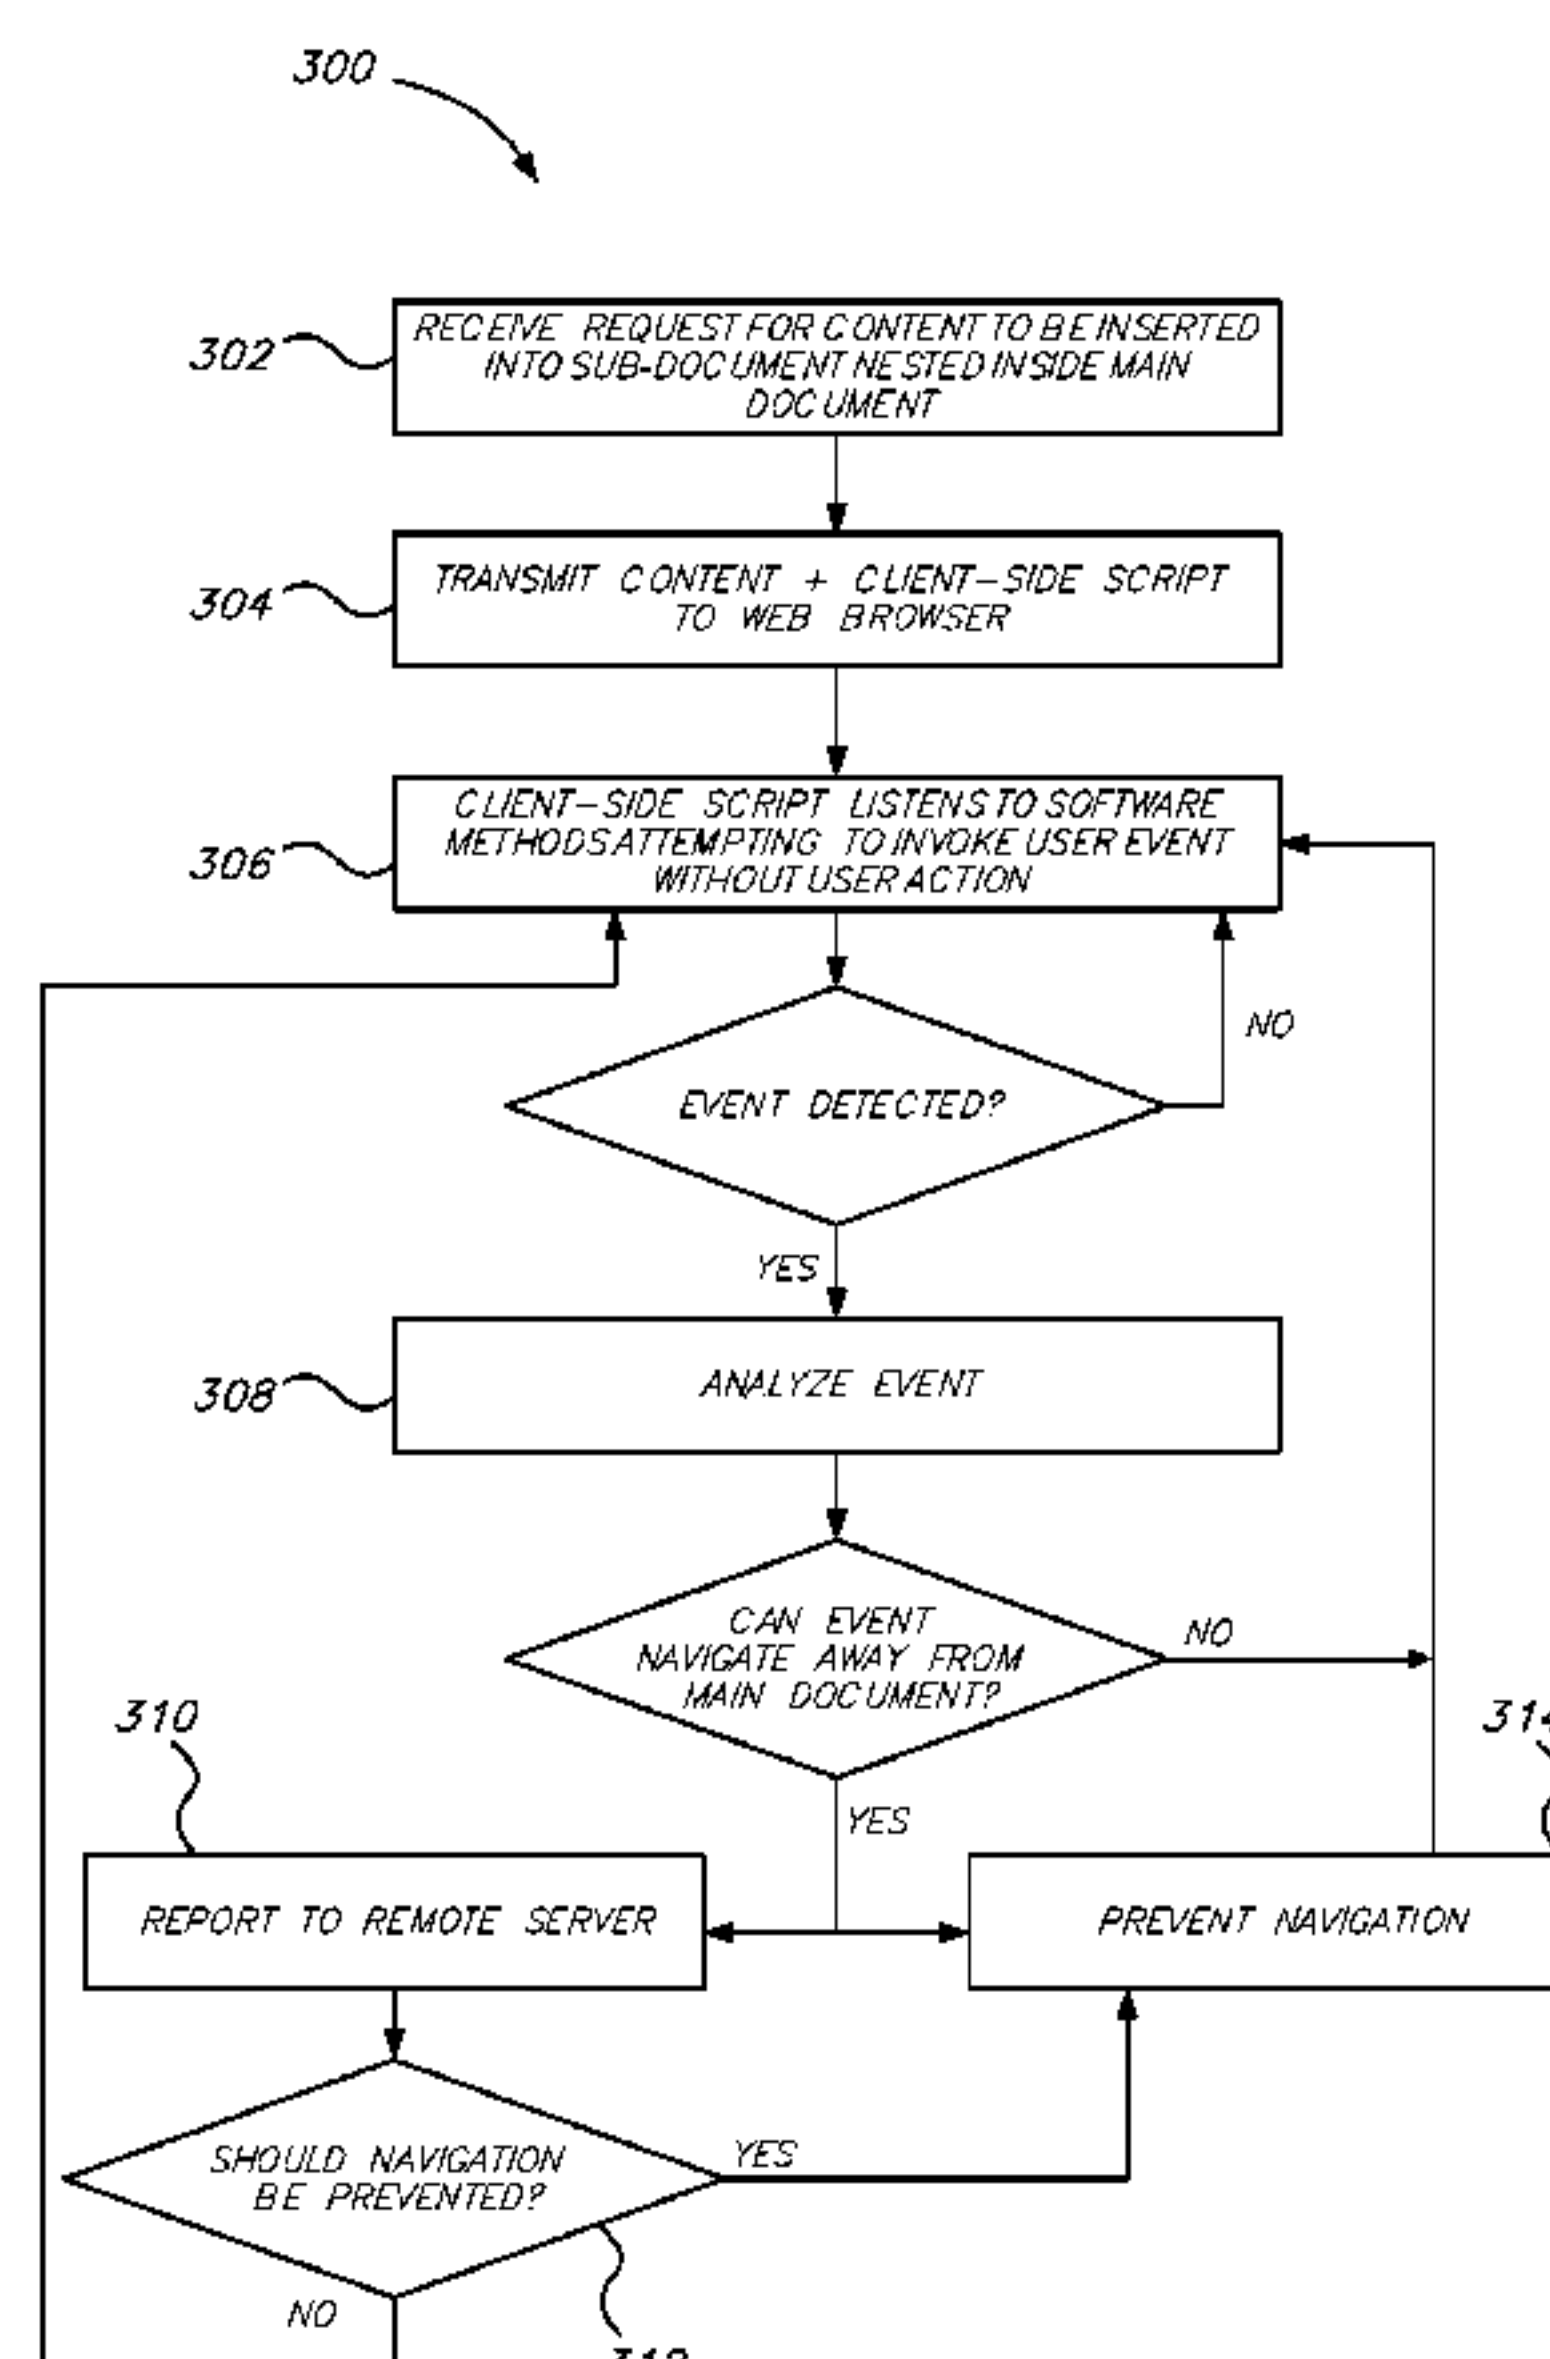 300
302
RECEIVE REQUEST FOR CONTENT TO BE INSERTED
INTO SUB-DOCUMENT NESTED INSIDE MAIN
DOCUMENT
304
TRANSMIT CONTENT + CLIENT-SIDE SCRIPT
TO WEB BROWSER
306
CLIENT-SIDE SCRIPT LISTENS TO SOFTWARE
METHODS ATTEMPTING TO INVOKE USER EVENT
WITHOUT USER ACTION
NO
EVENT DETECTED?
YES
308
ANALYZE EVENT
CAN EVENT
NAVIGATE AWAY FROM
MAIN DOCUMENT?
NO
310
314
YES
REPORT TO REMOTE SERVER
PREVENT NAVIGATION
SHOULD NAVIGATION
BE PREVENTED?
YES
NO